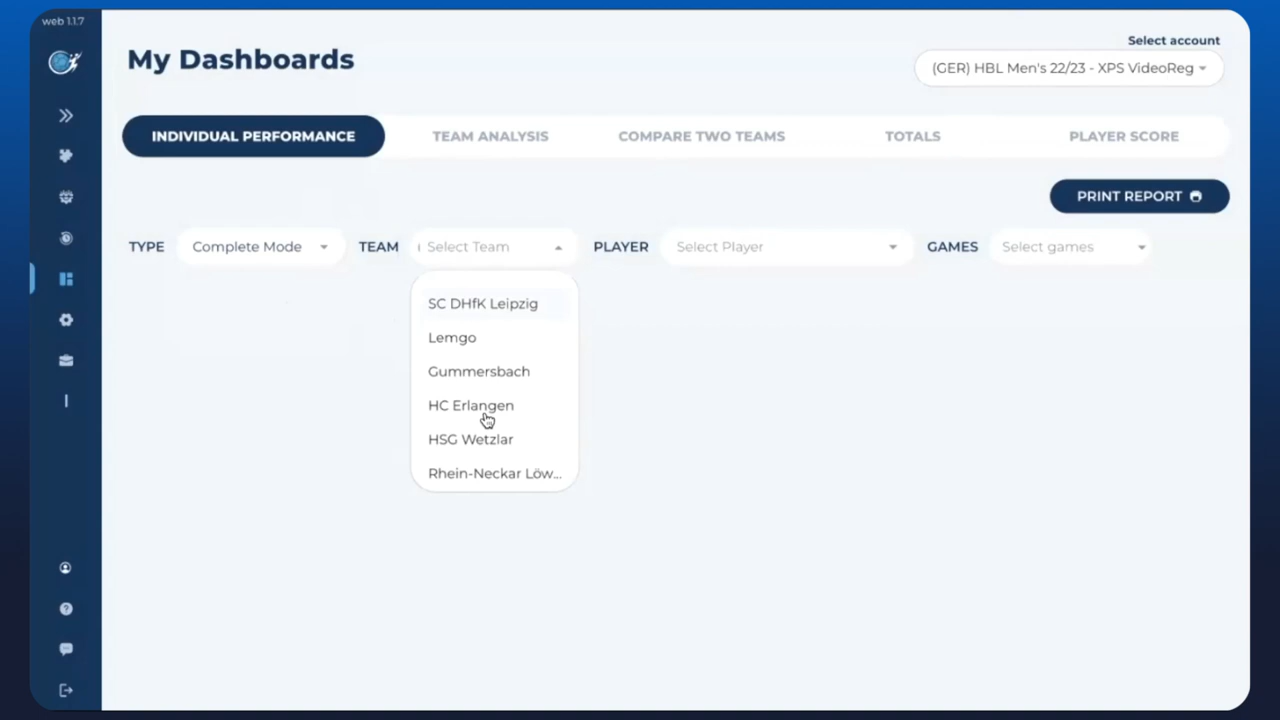 web 1.1.7
My Dashboards
Select account
(GER) HBL Men's 22/23 - XPS VideoReg
INDIVIDUAL PERFORMANCE TEAM ANALYSIS COMPARE TWO TEAMS TOTALS PLAYER SCORE
PRINT REPORT
TYPE Complete Mode TEAM Select Team PLAYER Select Player GAMES Select games
SC DHfK Leipzig
Lemgo
Gummersbach
HC Erlangen
HSG Wetzlar
Rhein-Neckar Löw...